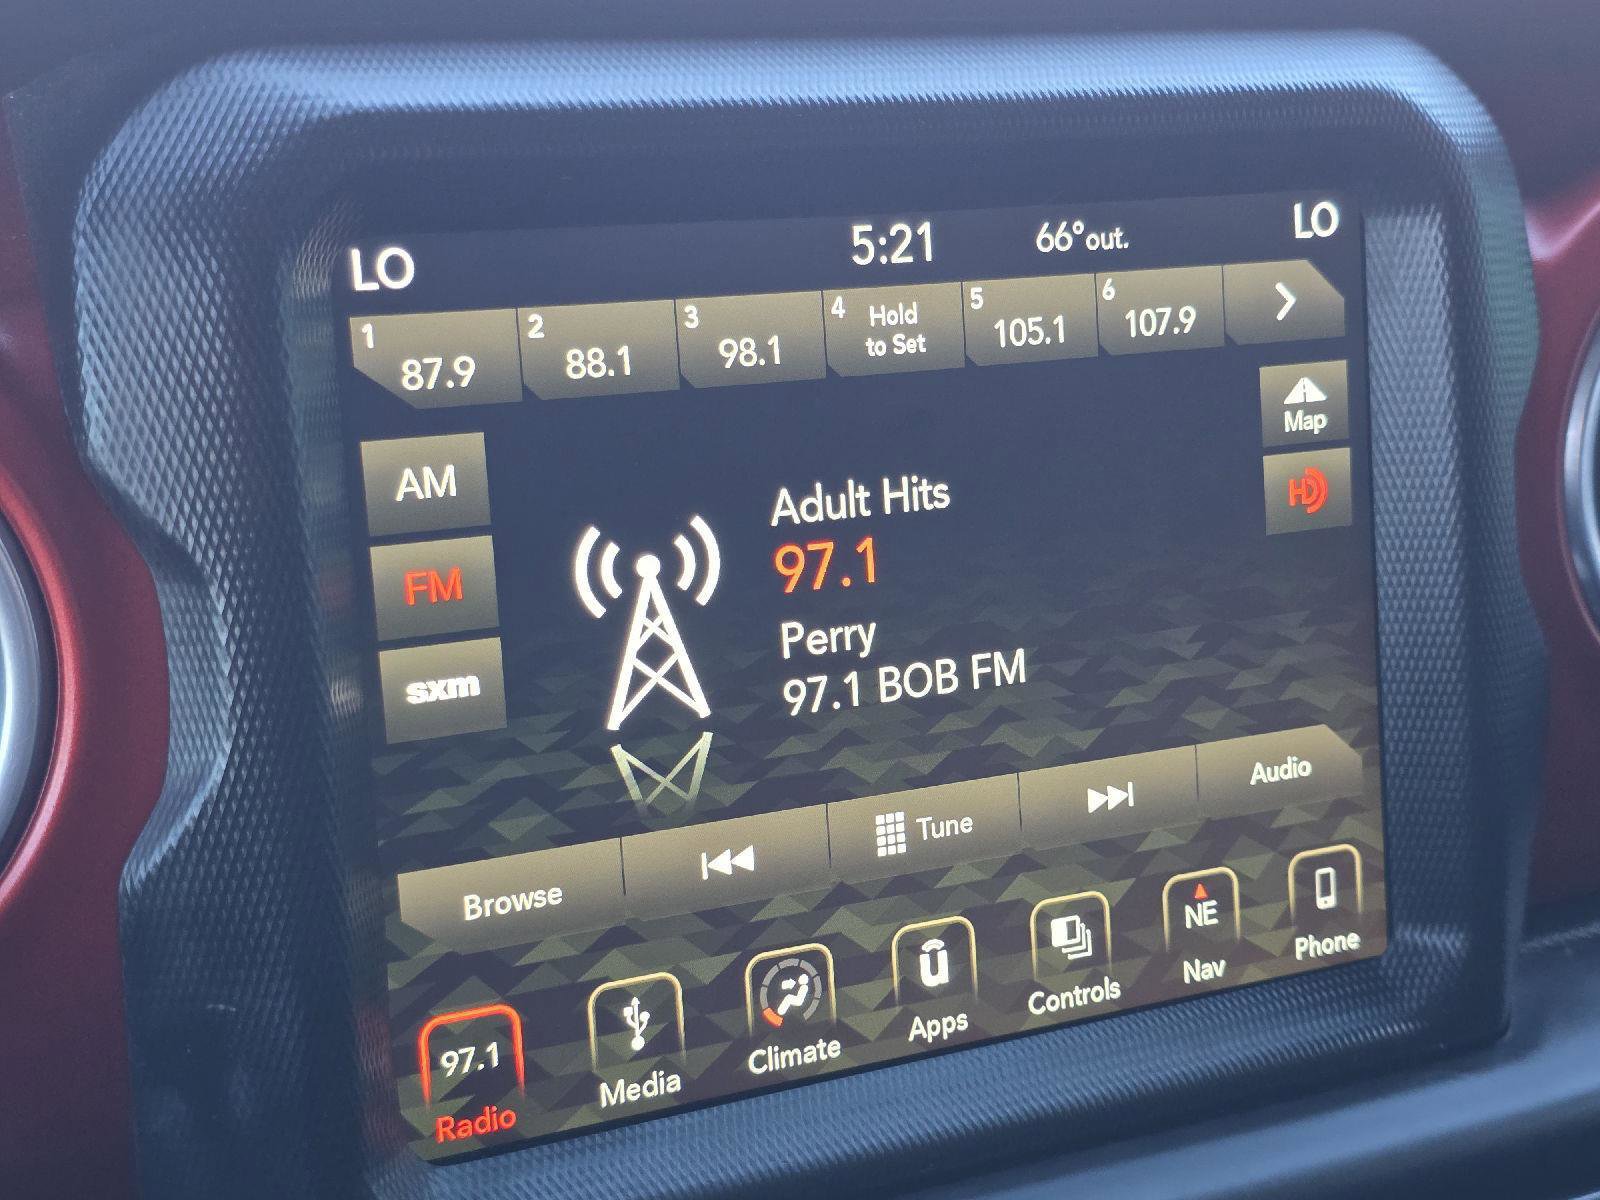 LO 5:21 66°out. LO
1 87.9 2 88.1 3 98.1 4 Hold to Set 5 105.1 6 107.9
Map
HD
AM
FM
sxm
Adult Hits
97.1
Perry
97.1 BOB FM
Browse Tune Audio
97.1 NE
Radio Media Climate Apps Controls Nav Phone